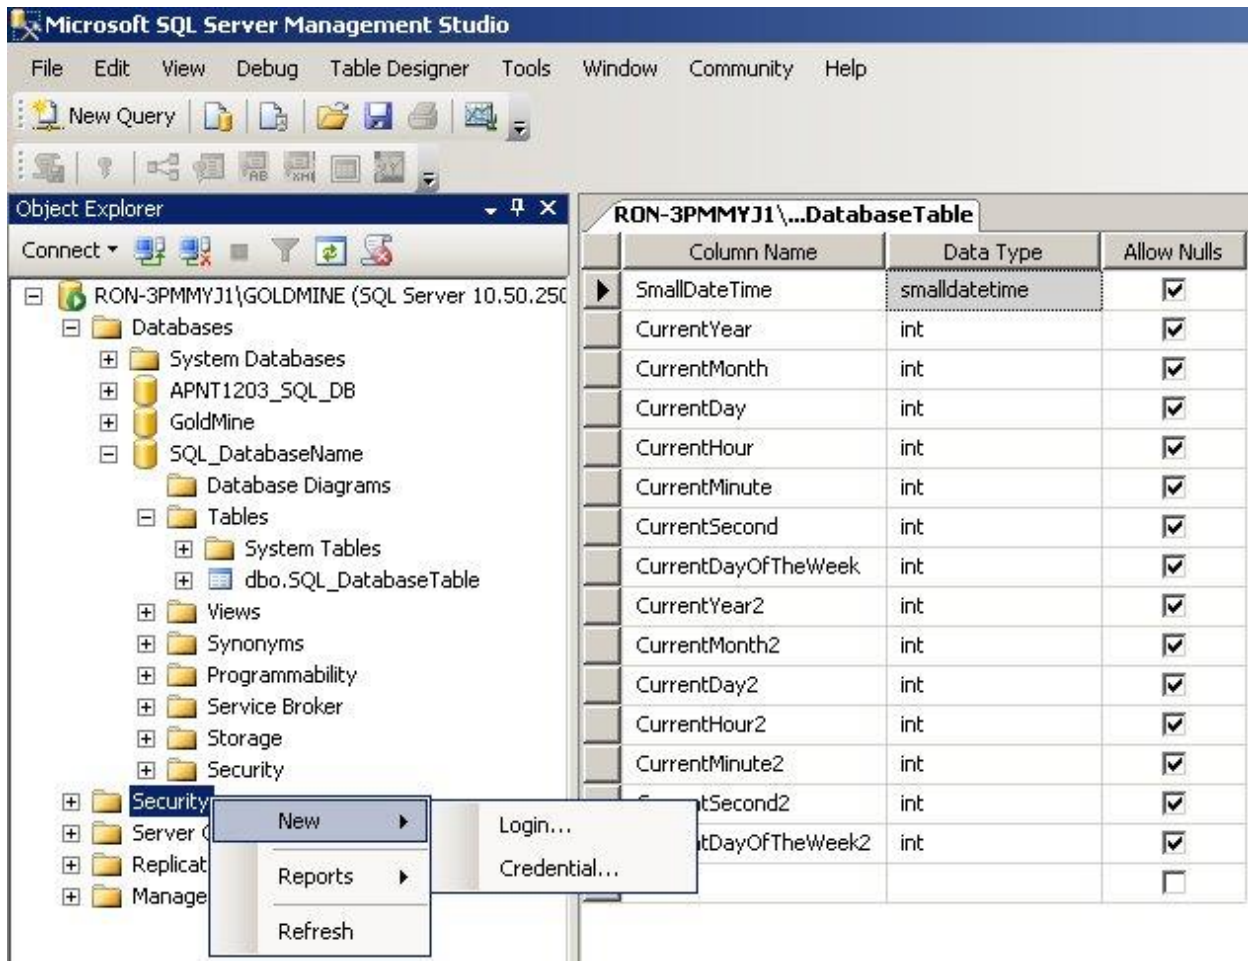 Microsoft SQL Server Management Studio
File Edit View Debug Table Designer Tools Window Community Help
New Query
Object Explorer
Connect
RON-3PMMYJ1\GOLDMINE (SQL Server 10.50.250
Databases
System Databases
APNT1203_SQL_DB
GoldMine
SQL_DatabaseName
Database Diagrams
Tables
System Tables
dbo.SQL_DatabaseTable
Views
Synonyms
Programmability
Service Broker
Storage
Security
Security
Server
Replicat
Manage
New
Reports
Refresh
Login...
Credential...
RON-3PMMYJ1\...DatabaseTable
Column Name Data Type Allow Nulls
SmallDateTime smalldatetime
CurrentYear int
CurrentMonth int
CurrentDay int
CurrentHour int
CurrentMinute int
CurrentSecond int
CurrentDayOfTheWeek int
CurrentYear2 int
CurrentMonth2 int
CurrentDay2 int
CurrentHour2 int
CurrentMinute2 int
tSecond2 int
tDayOfTheWeek2 int